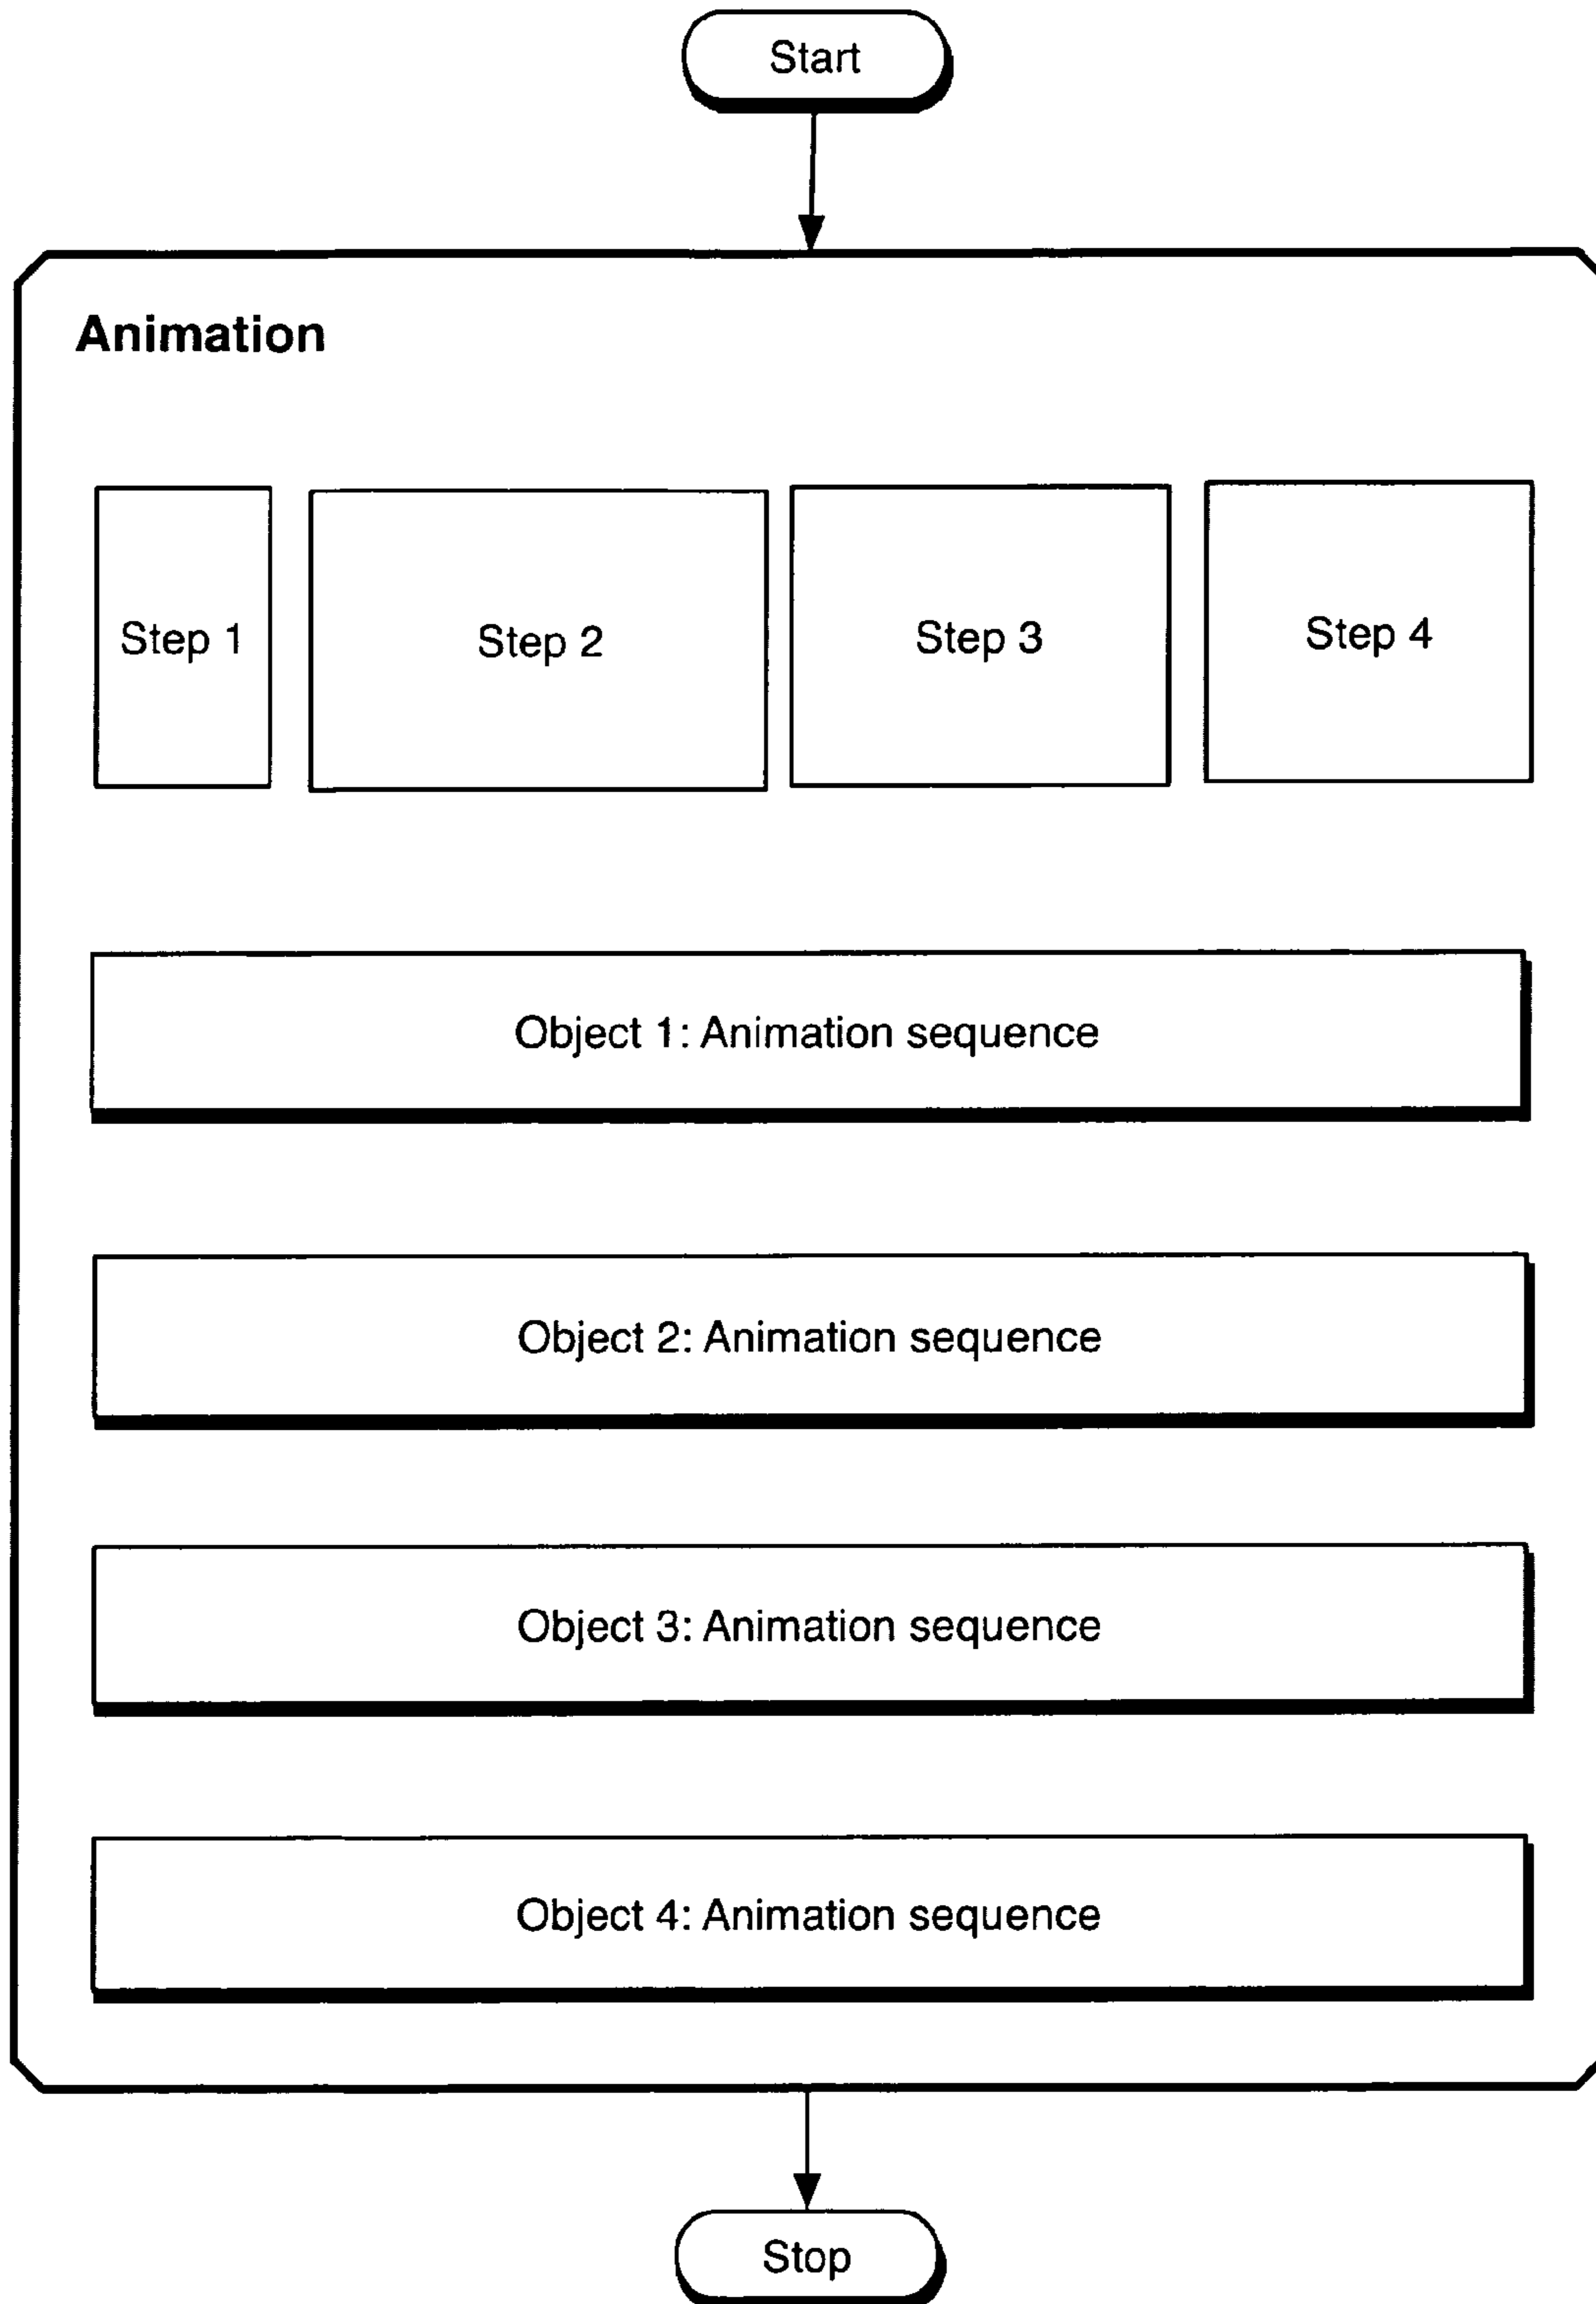 Start
Animation
Step 1
Step 2
Step 3
Step 4
Object 1: Animation sequence
Object 2: Animation sequence
Object 3: Animation sequence
Object 4: Animation sequence
Stop